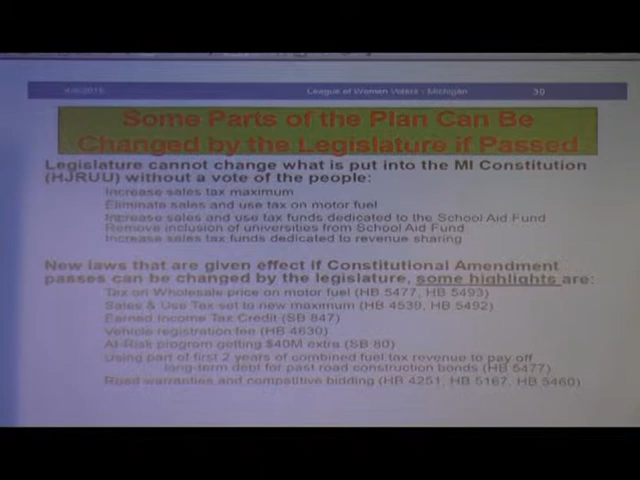 4/6/2015 League of Women Voters - Michigan 30
Some Parts of the Plan Can Be
Changed by the Legislature if Passed
Legislature cannot change what is put into the MI Constitution
(HJRUU) without a vote of the people:
Increase sales tax maximum
Eliminate sales and use tax on motor fuel
Increase sales and use tax funds dedicated to the School Aid Fund
Remove inclusion of universities from School Aid Fund
Increase sales tax funds dedicated to revenue sharing
New laws that are given effect if Constitutional Amendment
passes can be changed by the legislature, some highlights are:
Tax on Wholesale price on motor fuel (HB 5477, HB 5493)
Sales & Use Tax set to new maximum (HB 4539, HB 5492)
Earned Income Tax Credit (SB 847)
Vehicle registration fee (HB 4630)
At-Risk program getting $40M extra (SB 80)
Using part of first 2 years of combined fuel tax revenue to pay off
long-term debt for past road construction bonds (HB 5477)
Road warranties and competitive bidding (HB 4251, HB 5167, HB 5460)